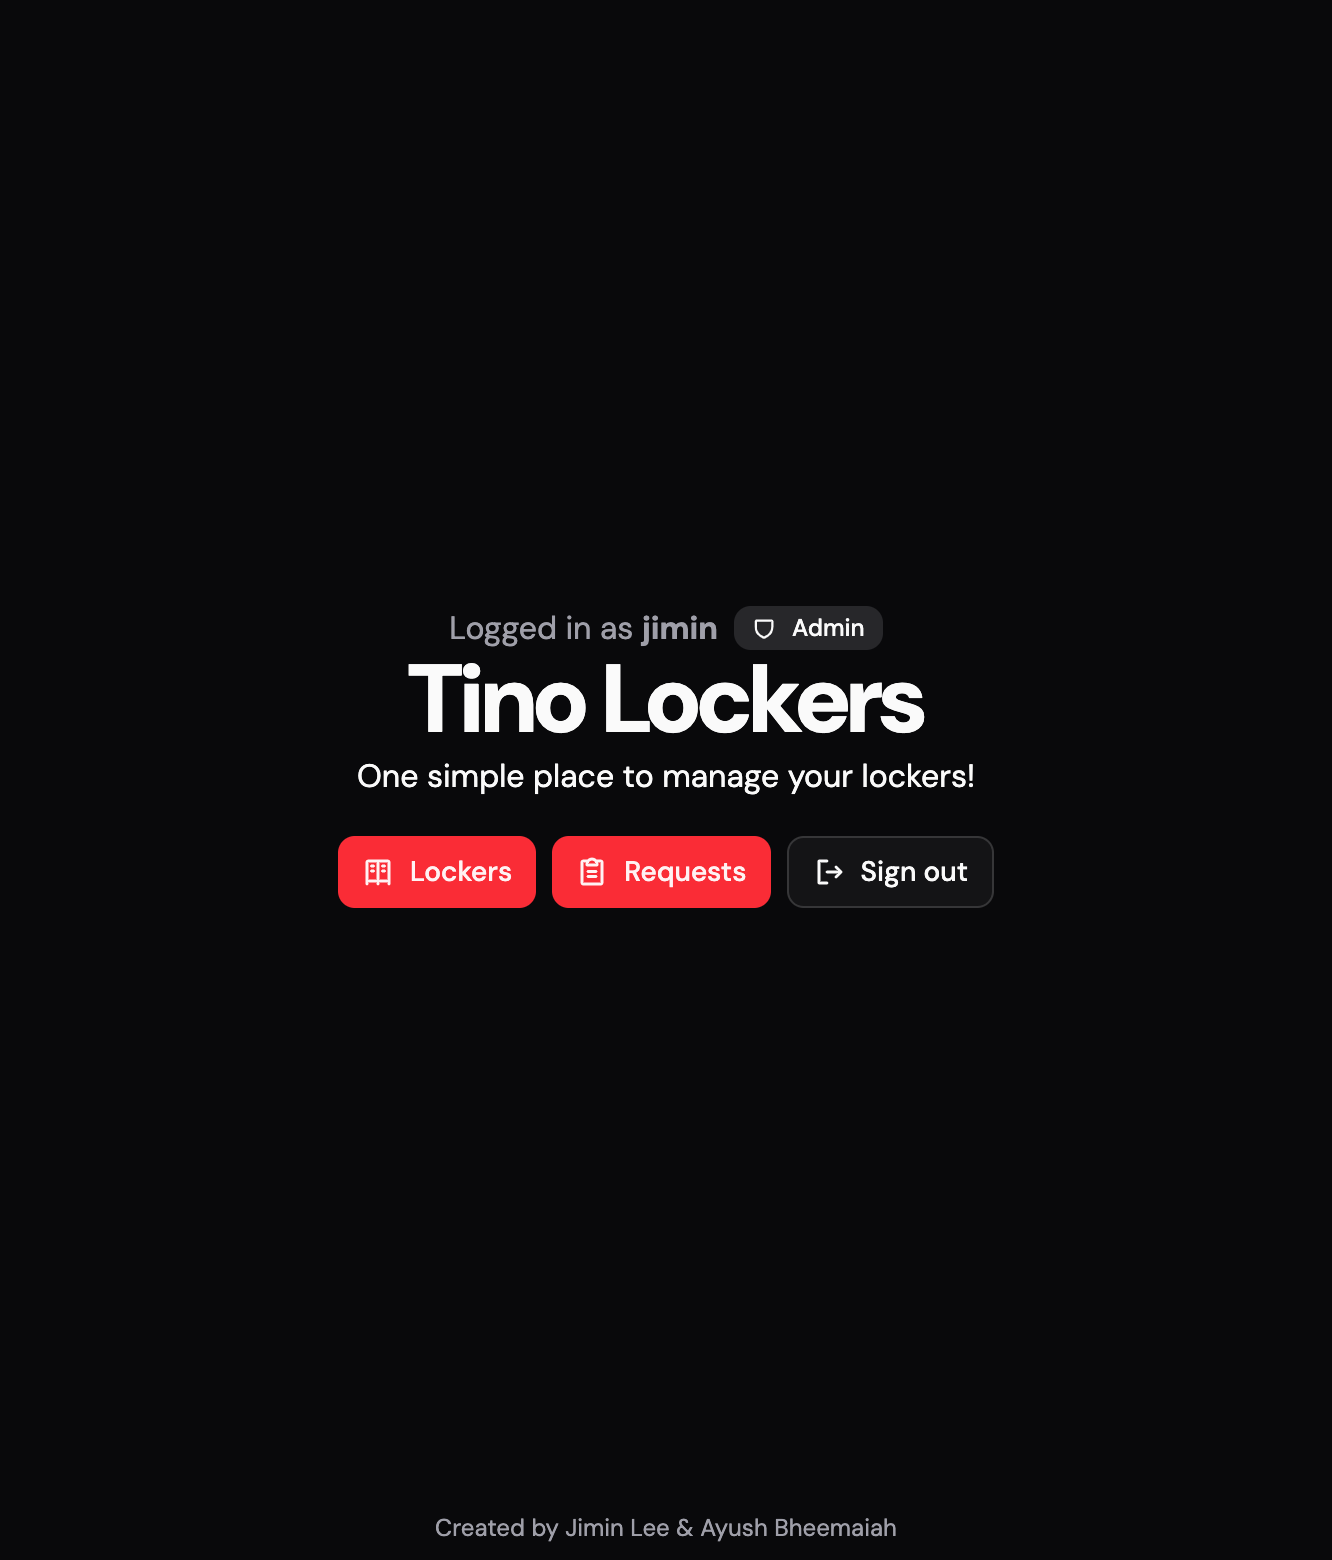 Logged in as jimin Admin
Tino Lockers
One simple place to manage your lockers!
Lockers Requests Sign out
Created by Jimin Lee & Ayush Bheemaiah